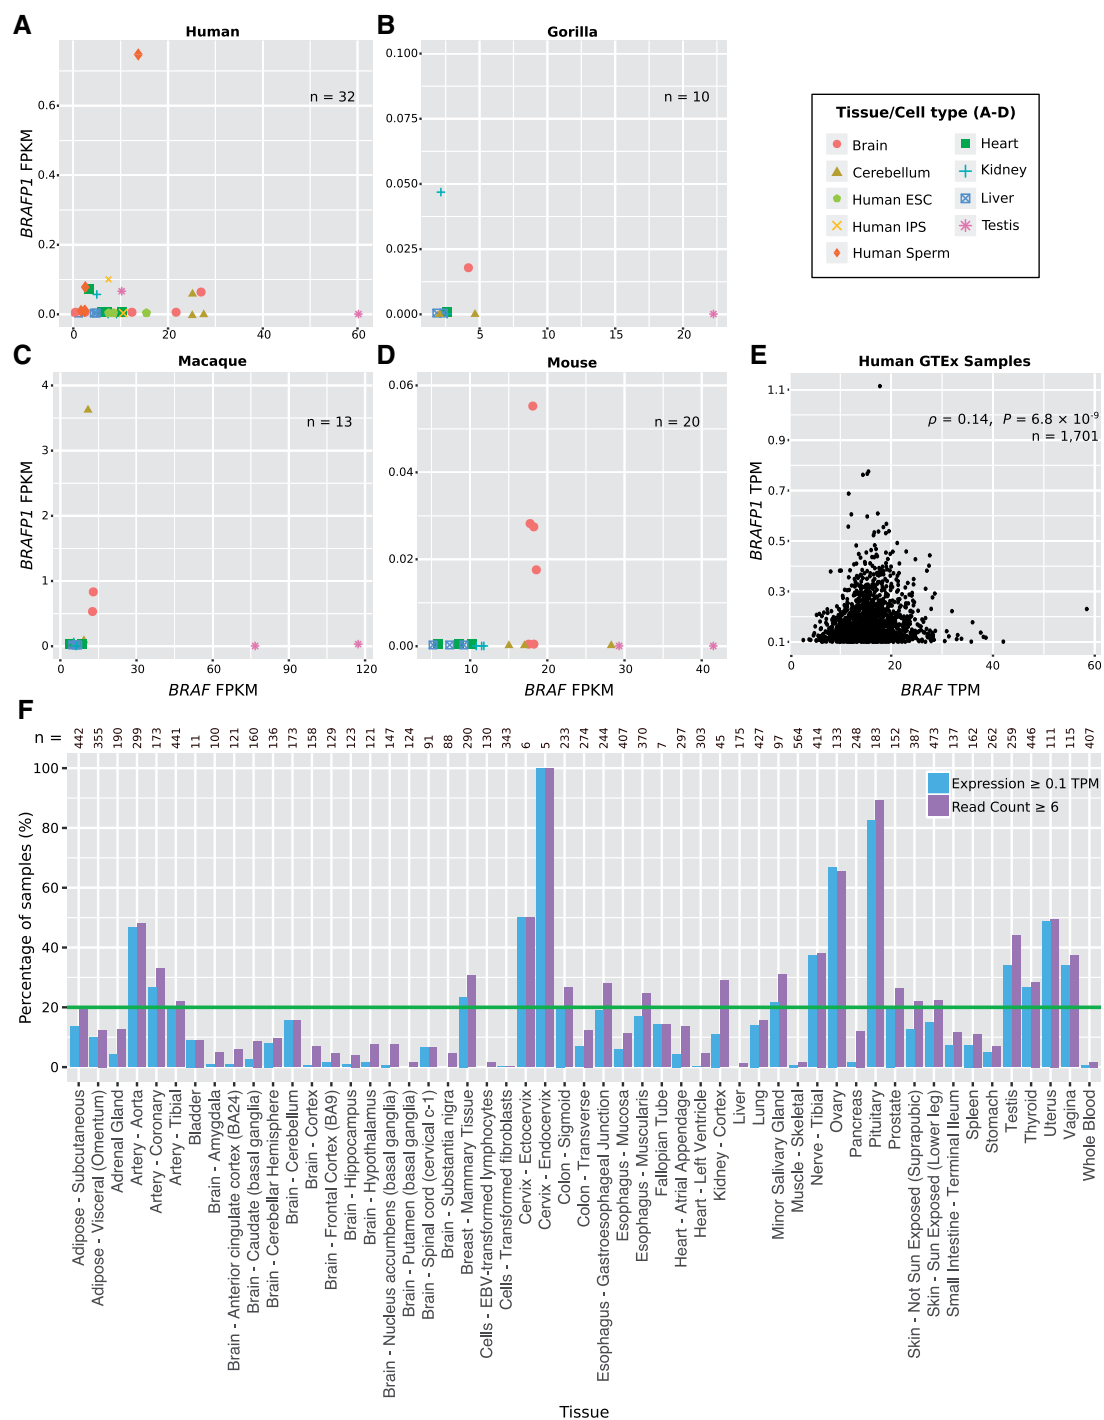 A
Human
n = 32
BRAFP1 FPKM
0.6
0.4
0.2
0.0
0
20
40
60
B
Gorilla
n = 10
0.100
0.075
0.050
0.025
0.000
5
10
15
20
Tissue/Cell type (A-D)
Brain
Cerebellum
Human ESC
Human IPS
Human Sperm
Heart
Kidney
Liver
Testis
C
Macaque
n = 13
BRAFP1 FPKM
4
3
2
1
0
0
30
60
90
120
BRAF FPKM
D
Mouse
n = 20
0.06
0.04
0.02
0.00
10
20
30
40
BRAF FPKM
E
Human GTEx Samples
ρ = 0.14, P = 6.8 × 10⁻⁹
n = 1,701
BRAFP1 TPM
1.1
0.9
0.7
0.5
0.3
0.1
0
20
40
60
BRAF TPM
F
n =
442
355
190
299
173
441
11
100
121
160
136
173
158
129
123
121
147
124
91
88
290
130
343
6
5
233
274
244
407
370
7
297
303
45
175
427
97
564
414
133
248
183
152
387
473
137
162
262
259
446
111
115
407
Expression ≥ 0.1 TPM
Read Count ≥ 6
Percentage of samples (%)
100
80
60
40
20
0
Adipose - Subcutaneous
Adipose - Visceral (Omentum)
Adrenal Gland
Artery - Aorta
Artery - Coronary
Artery - Tibial
Bladder
Brain - Amygdala
Brain - Anterior cingulate cortex (BA24)
Brain - Caudate (basal ganglia)
Brain - Cerebellar Hemisphere
Brain - Cerebellum
Brain - Cortex
Brain - Frontal Cortex (BA9)
Brain - Hippocampus
Brain - Hypothalamus
Brain - Nucleus accumbens (basal ganglia)
Brain - Putamen (basal ganglia)
Brain - Spinal cord (cervical c-1)
Brain - Substantia nigra
Breast - Mammary Tissue
Cells - EBV-transformed lymphocytes
Cells - Transformed fibroblasts
Cervix - Ectocervix
Cervix - Endocervix
Colon - Sigmoid
Colon - Transverse
Esophagus - Gastroesophageal Junction
Esophagus - Mucosa
Esophagus - Muscularis
Fallopian Tube
Heart - Atrial Appendage
Heart - Left Ventricle
Kidney - Cortex
Liver
Lung
Minor Salivary Gland
Muscle - Skeletal
Nerve - Tibial
Ovary
Pancreas
Pituitary
Prostate
Skin - Not Sun Exposed (Suprapubic)
Skin - Sun Exposed (Lower leg)
Small Intestine - Terminal Ileum
Spleen
Stomach
Testis
Thyroid
Uterus
Vagina
Whole Blood
Tissue